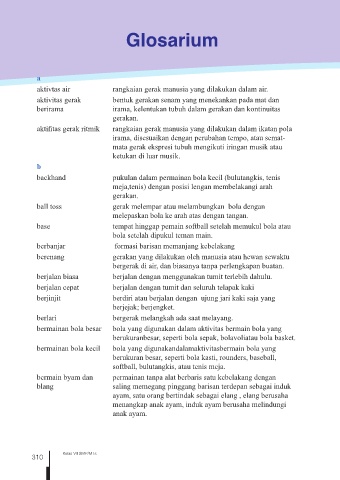 Glosarium
a
aktivtas air rangkaian gerak manusia yang dilakukan dalam air.
aktivitas gerak bentuk gerakan senam yang menekankan pada mat dan
berirama irama, kelentukan tubuh dalam gerakan dan kontinuitas
gerakan.
aktifitas gerak ritmik rangkaian gerak manusia yang dilakukan dalam ikatan pola
irama, disesuaikan dengan perubahan tempo, atau semat-
mata gerak ekspresi tubuh mengikuti iringan musik atau
ketukan di luar musik.
b
backhand pukulan dalam permainan bola kecil (bulutangkis, tenis
meja,tenis) dengan posisi lengan membelakangi arah
gerakan.
ball toss gerak melempar atau melambungkan bola dengan
melepaskan bola ke arah atas dengan tangan.
base tempat hinggap pemain softball setelah memukul bola atau
bola setelah dipukul teman main.
berbanjar formasi barisan memanjang kebelakang
berenang gerakan yang dilakukan oleh manusia atau hewan sewaktu
bergerak di air, dan biasanya tanpa perlengkapan buatan.
berjalan biasa berjalan dengan menggunakan tumit terlebih dahulu.
berjalan cepat berjalan dengan tumit dan seluruh telapak kaki
berjinjit berdiri atau berjalan dengan ujung jari kaki saja yang
berjejak; berjengket.
berlari bergerak melangkah ada saat melayang.
bermainan bola besar bola yang digunakan dalam aktivitas bermain bola yang
berukuranbesar, seperti bola sepak, bolavoliatau bola basket.
bermainan bola kecil bola yang digunakandalamaktivitasbermain bola yang
berukuran besar, seperti bola kasti, rounders, baseball,
softball, bulutangkis, atau tenis meja.
bermain byam dan permainan tanpa alat berbaris satu kebelakang dengan
blang saling memegang pinggang barisan terdepan sebagai induk
ayam, satu orang bertindak sebagai elang , elang berusaha
menangkap anak ayam, induk ayam berusaha melindungi
anak ayam.
310